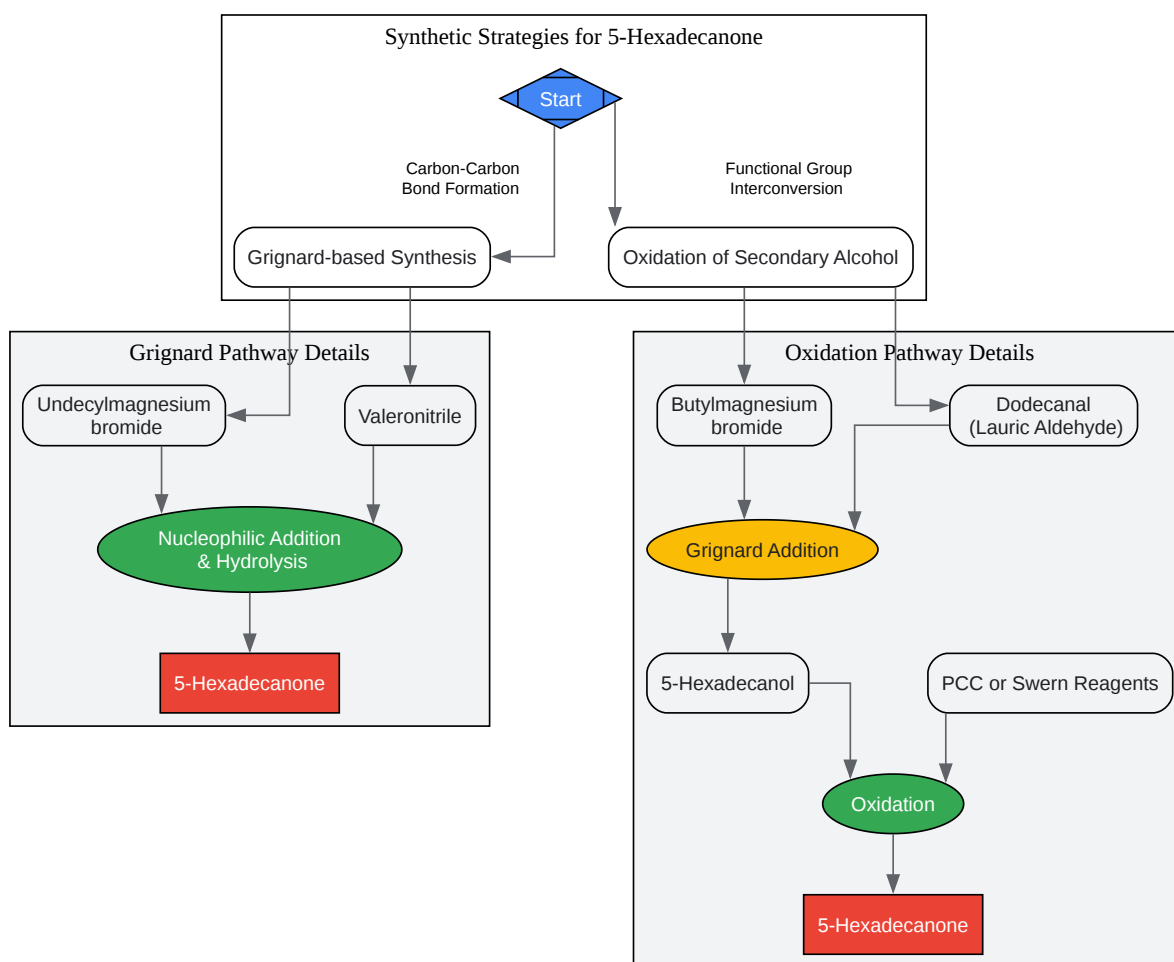 Synthetic Strategies for 5-Hexadecanone
Start
Carbon-Carbon
Bond Formation
Functional Group
Interconversion
Grignard-based Synthesis
Oxidation of Secondary Alcohol
Grignard Pathway Details
Undecylmagnesium
bromide
Valeronitrile
Nucleophilic Addition
& Hydrolysis
5-Hexadecanone
Oxidation Pathway Details
Butylmagnesium
bromide
Dodecanal
(Lauric Aldehyde)
Grignard Addition
5-Hexadecanol
PCC or Swern Reagents
Oxidation
5-Hexadecanone